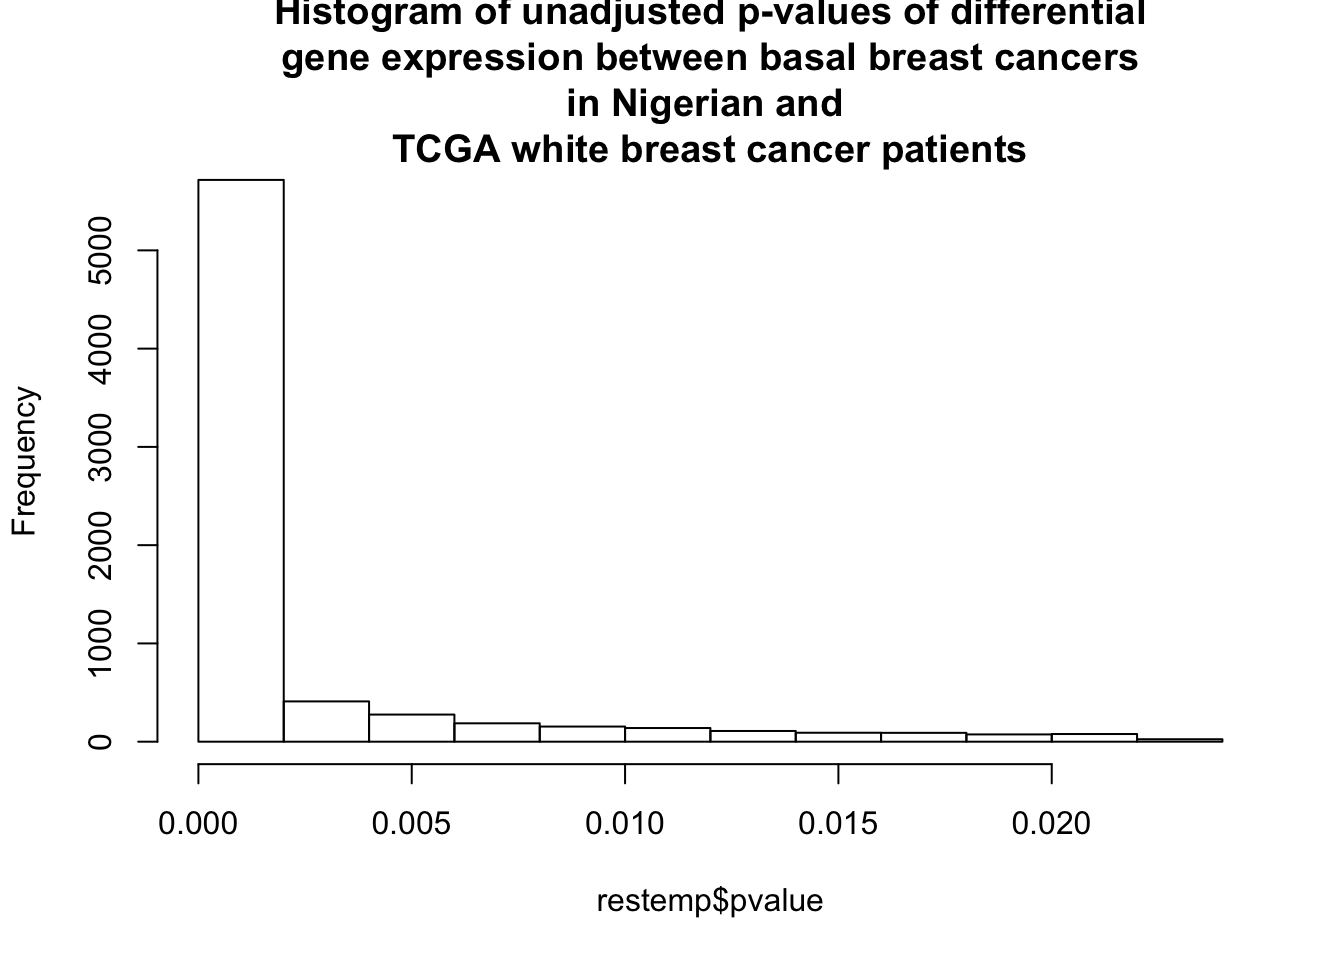 Histogram of unadjusted p-values of differential
gene expression between basal breast cancers
in Nigerian and
TCGA white breast cancer patients
Frequency
5000
4000
3000
2000
1000
0
0.000 0.005 0.010 0.015 0.020
restemp$pvalue